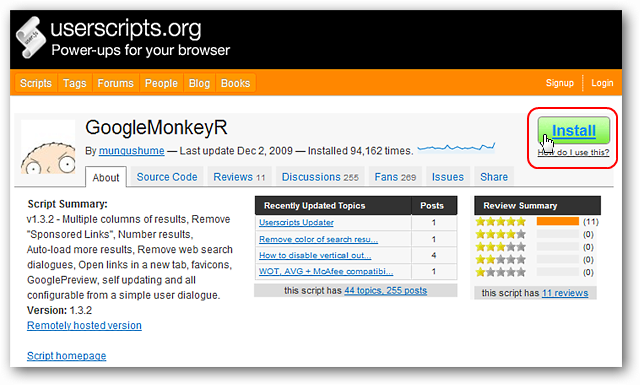 userscripts.org
Power-ups for your browser
Scripts Tags Forums People Blog Books Signup Login
GoogleMonkeyR
By mungushume — Last update Dec 2, 2009 — Installed 94,162 times.
Install
How do I use this?
About Source Code Reviews 11 Discussions 255 Fans 269 Issues Share
Script Summary:
v1.3.2 - Multiple columns of results, Remove
"Sponsored Links", Number results,
Auto-load more results, Remove web search
dialogues, Open links in a new tab, favicons,
GooglePreview, self updating and all
configurable from a simple user dialogue.
Version: 1.3.2
Remotely hosted version
Script homepage
Recently Updated Topics Posts
Userscripts Updater 1
Remove color of search resu... 1
How to disable vertical out... 4
WOT, AVG + MoAfee compatibi... 1
this script has 44 topics, 255 posts
Review Summary
(11)
(0)
(0)
(0)
(0)
this script has 11 reviews